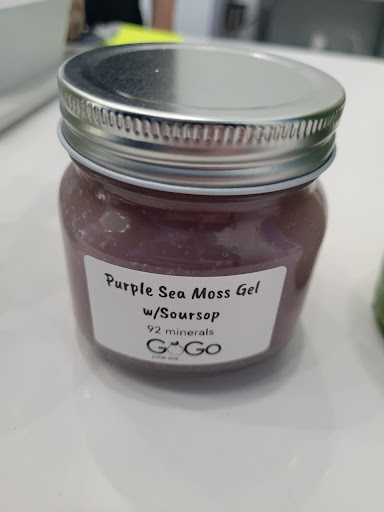 Purple Sea Moss Gel
w/Soursop
92 minerals
GoGo